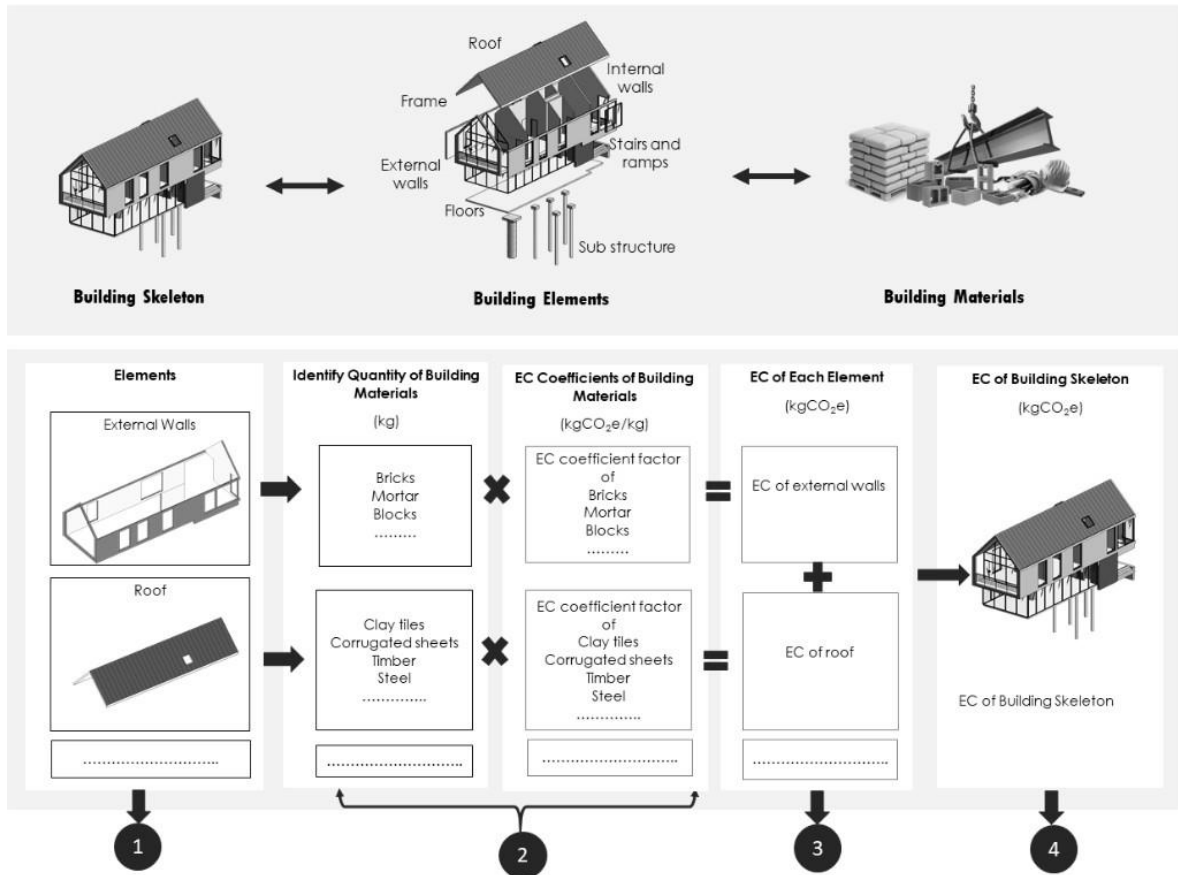 Roof
Internal
walls
Frame
Stairs and
ramps
External
walls
Floors
Sub structure
Building Skeleton
Building Elements
Building Materials
Elements
External Walls
Roof
...........................
Identify Quantity of Building
Materials
(kg)
Bricks
Mortar
Blocks
.........
Clay tiles
Corrugated sheets
Timber
Steel
.............
...........................
EC Coefficients of Building
Materials
(kgCO₂e/kg)
EC coefficient factor
of
Bricks
Mortar
Blocks
.........
EC coefficient factor
of
Clay tiles
Corrugated sheets
Timber
Steel
.............
...........................
EC of Each Element
(kgCO₂e)
EC of external walls
EC of roof
...........................
EC of Building Skeleton
(kgCO₂e)
EC of Building Skeleton
1
2
3
4